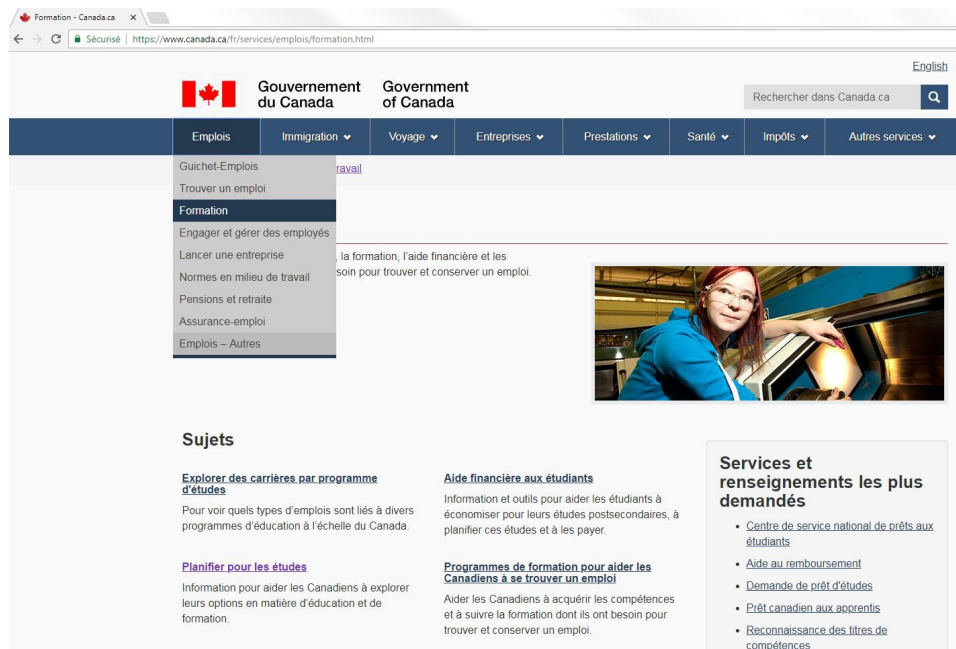 Formation - Canada.ca
Sécurisé | https://www.canada.ca/fr/services/emplois/formation.html
English
Gouvernement du Canada
Government of Canada
Rechercher dans Canada.ca
Emplois Immigration Voyage Entreprises Prestations Santé Impôts Autres services
Guichet-Emplois
ravail
Trouver un emploi
Formation
Engager et gérer des employés
Lancer une entreprise
, la formation, l'aide financière et les
Normes en milieu de travail
soin pour trouver et conserver un emploi.
Pensions et retraite
Assurance-emploi
Emplois – Autres
Sujets
Explorer des carrières par programme
d'études
Pour voir quels types d'emplois sont liés à divers
programmes d'éducation à l'échelle du Canada.
Aide financière aux étudiants
Information et outils pour aider les étudiants à
économiser pour leurs études postsecondaires, à
planifier ces études et à les payer.
Planifier pour les études
Information pour aider les Canadiens à explorer
leurs options en matière d'éducation et de
formation.
Programmes de formation pour aider les
Canadiens à se trouver un emploi
Aider les Canadiens à acquérir les compétences
et à suivre la formation dont ils ont besoin pour
trouver et conserver un emploi.
Services et
renseignements les plus
demandés
Centre de service national de prêts aux
étudiants
Aide au remboursement
Demande de prêt d'études
Prêt canadien aux apprentis
Reconnaissance des titres de
compétences